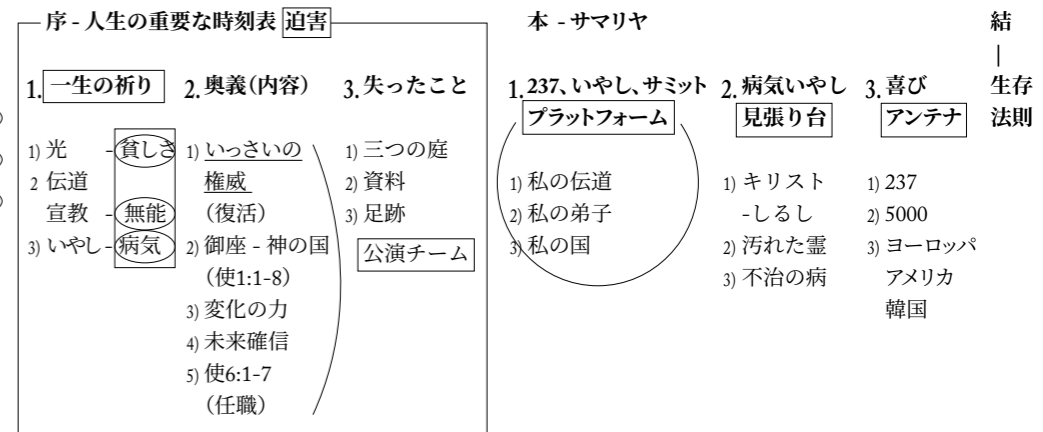 序 - 人生の重要な時刻表 迫害
1. 一生の祈り
1) 光 - 貧しさ
2 伝道
宣教 - 無能
3) いやし - 病気
2. 奥義(内容)
1) いっさいの
権威
(復活)
2) 御座 - 神の国
(使1:1-8)
3) 変化の力
4) 未来確信
5) 使6:1-7
(任職)
3. 失ったこと
1) 三つの庭
2) 資料
3) 足跡
公演チーム
本 - サマリヤ
1. 237、いやし、サミット
プラットフォーム
1) 私の伝道
2) 私の弟子
3) 私の国
2. 病気いやし
見張り台
1) キリスト
-しるし
2) 汚れた霊
3) 不治の病
3. 喜び
アンテナ
1) 237
2) 5000
3) ヨーロッパ
アメリカ
韓国
結
|
生存
法則